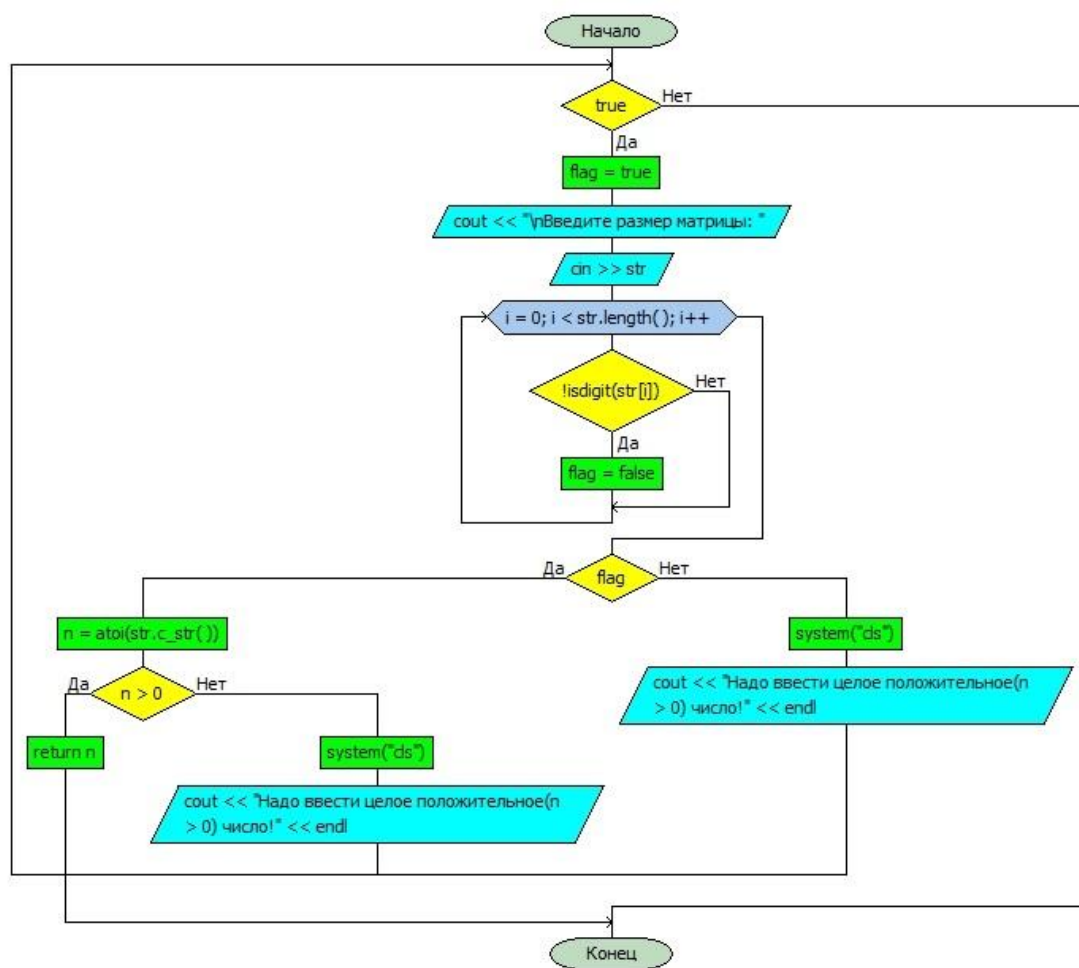 Начало
true
Нет
Да
flag = true
cout << "\nВведите размер матрицы: "
cin >> str
i = 0; i < str.length( ); i++
!isdigit(str[i])
Нет
Да
flag = false
Да
flag
Нет
n = atoi(str.c_str( ))
system("cls")
Да
n > 0
Нет
cout << "Надо ввести целое положительное(n
> 0) число!" << endl
return n
system("cls")
cout << "Надо ввести целое положительное(n
> 0) число!" << endl
Конец